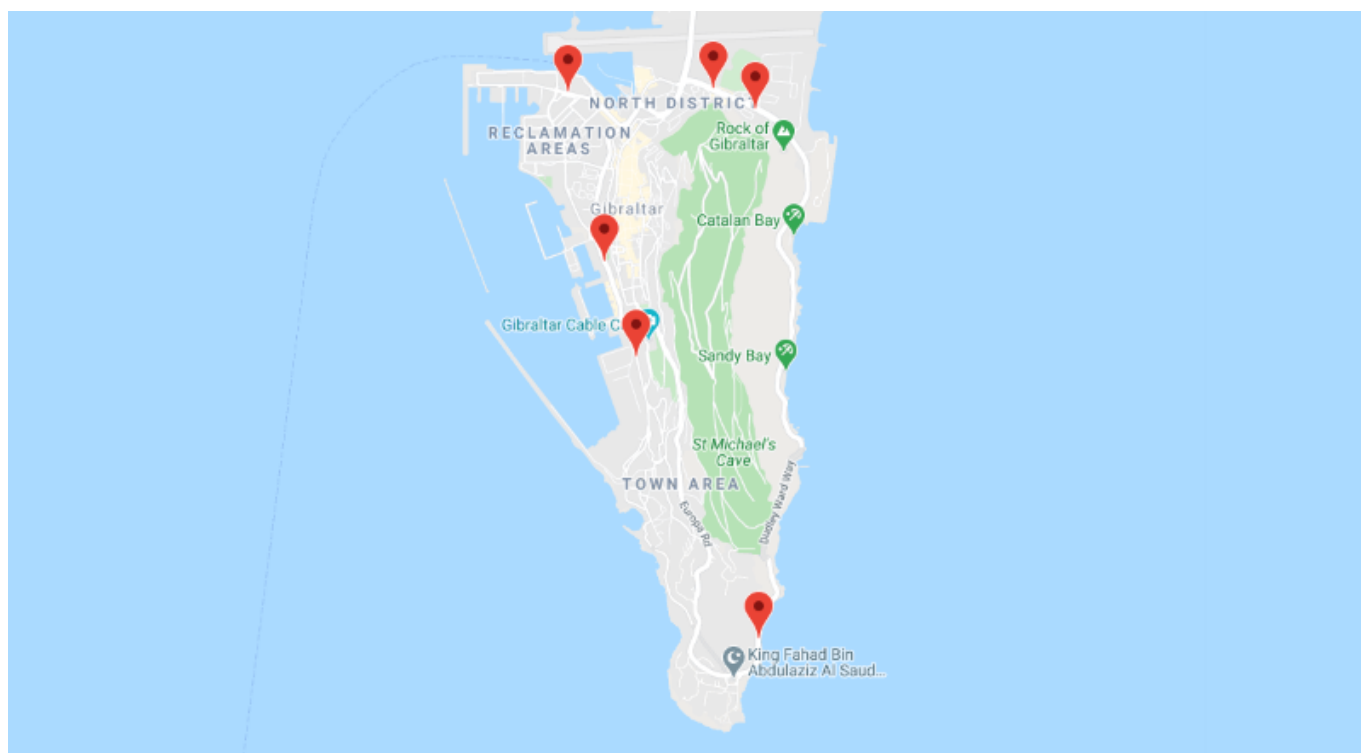 NORTH DISTRICT
RECLAMATION
AREAS
Rock of
Gibraltar
Gibraltar
Catalan Bay
Gibraltar Cable C
Sandy Bay
St Michael's
Cave
TOWN AREA
Europa Rd
Dudley Ward Way
King Fahad Bin
Abdulaziz Al Saud...